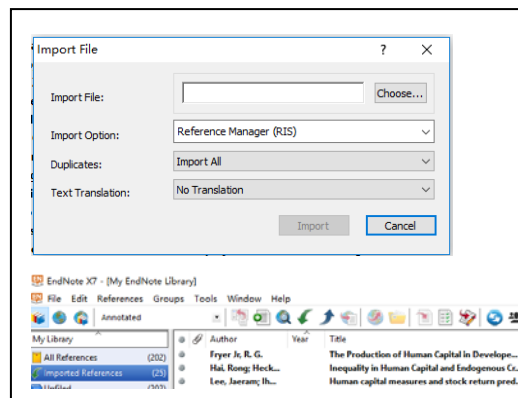 Import File
Import File:
Choose...
Import Option:
Reference Manager (RIS)
Duplicates:
Import All
Text Translation:
No Translation
Import
Cancel
EndNote X7 - [My EndNote Library]
File Edit References Groups Tools Window Help
Annotated
My Library
Author Year Title
All References (202)
Fryer Jr, R. G. The Production of Human Capital in Develope...
Imported References (25)
Hai, Rong; Heck... Inequality in Human Capital and Endogenous Cr...
Unfiled (202)
Lee, Jaeram; Ih... Human capital measures and stock return pred...